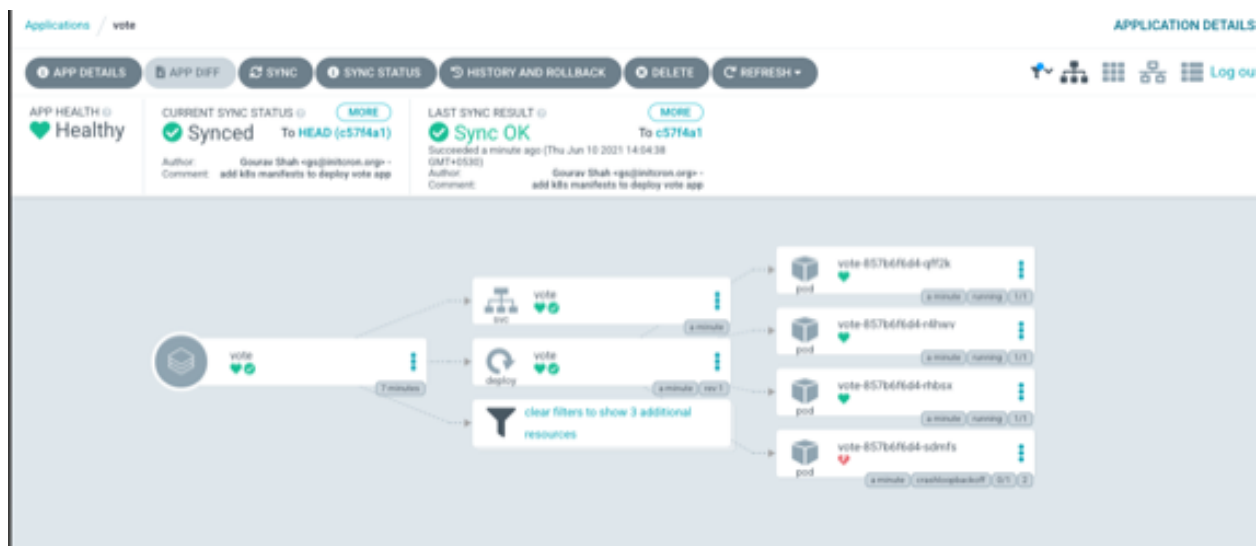 Applications / vote
APPLICATION DETAILS
APP DETAILS
APP DIFF
SYNC
SYNC STATUS
HISTORY AND ROLLBACK
DELETE
REFRESH
Log ou
APP HEALTH
Healthy
CURRENT SYNC STATUS
MORE
Synced To HEAD (c57f4a1)
Author: Gourav Shah <gs@initcron.org> -
Comment: add k8s manifests to deploy vote app
LAST SYNC RESULT
MORE
Sync OK To c57f4a1
Succeeded a minute ago (Thu Jun 10 2021 14:04:38
GMT+0530)
Author: Gourav Shah <gs@initcron.org> -
Comment: add k8s manifests to deploy vote app
vote
7 minutes
vote
svc
a minute
vote
deploy
a minute rev:1
clear filters to show 3 additional
resources
vote-857b6f6d4-qff2k
pod
a minute running 1/1
vote-857b6f6d4-n4hwv
pod
a minute running 1/1
vote-857b6f6d4-rhbsx
pod
a minute running 1/1
vote-857b6f6d4-sdmfs
pod
a minute crashloopbackoff 0/1 2